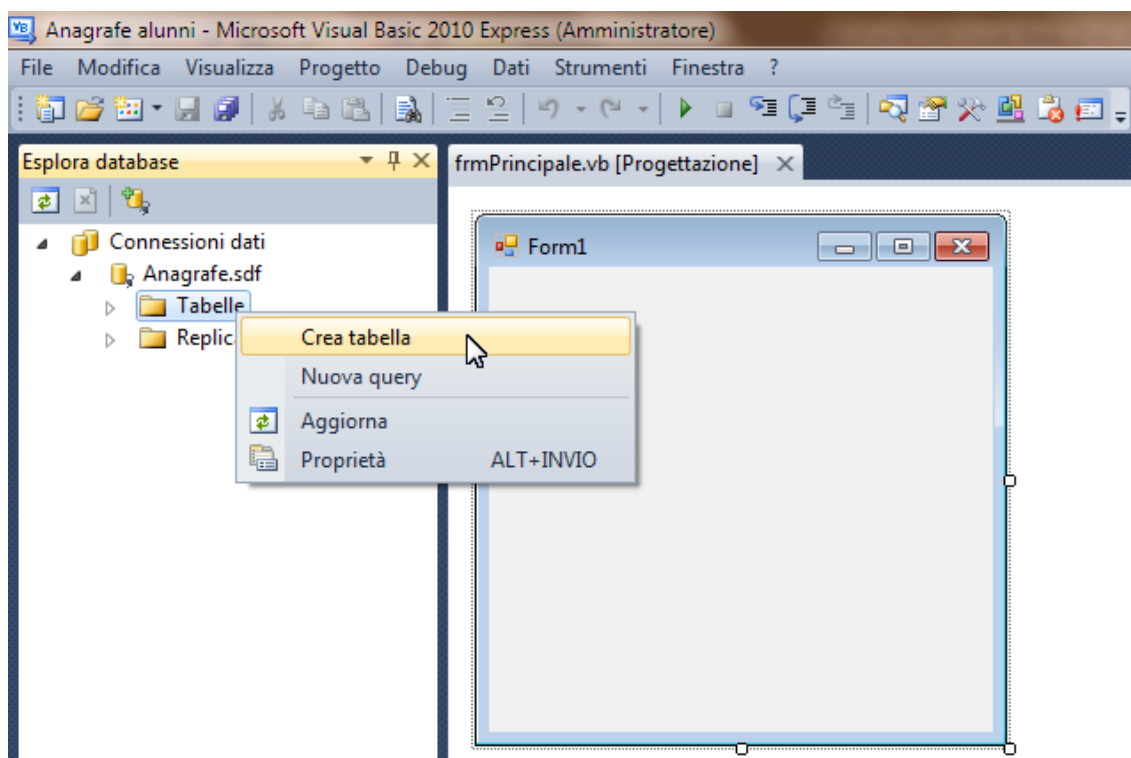 Anagrafe alunni - Microsoft Visual Basic 2010 Express (Amministratore)
File Modifica Visualizza Progetto Debug Dati Strumenti Finestra ?
Esplora database
frmPrincipale.vb [Progettazione]
Connessioni dati
Form1
Anagrafe.sdf
Tabelle
Replic
Crea tabella
Nuova query
Aggiorna
Proprietà ALT+INVIO